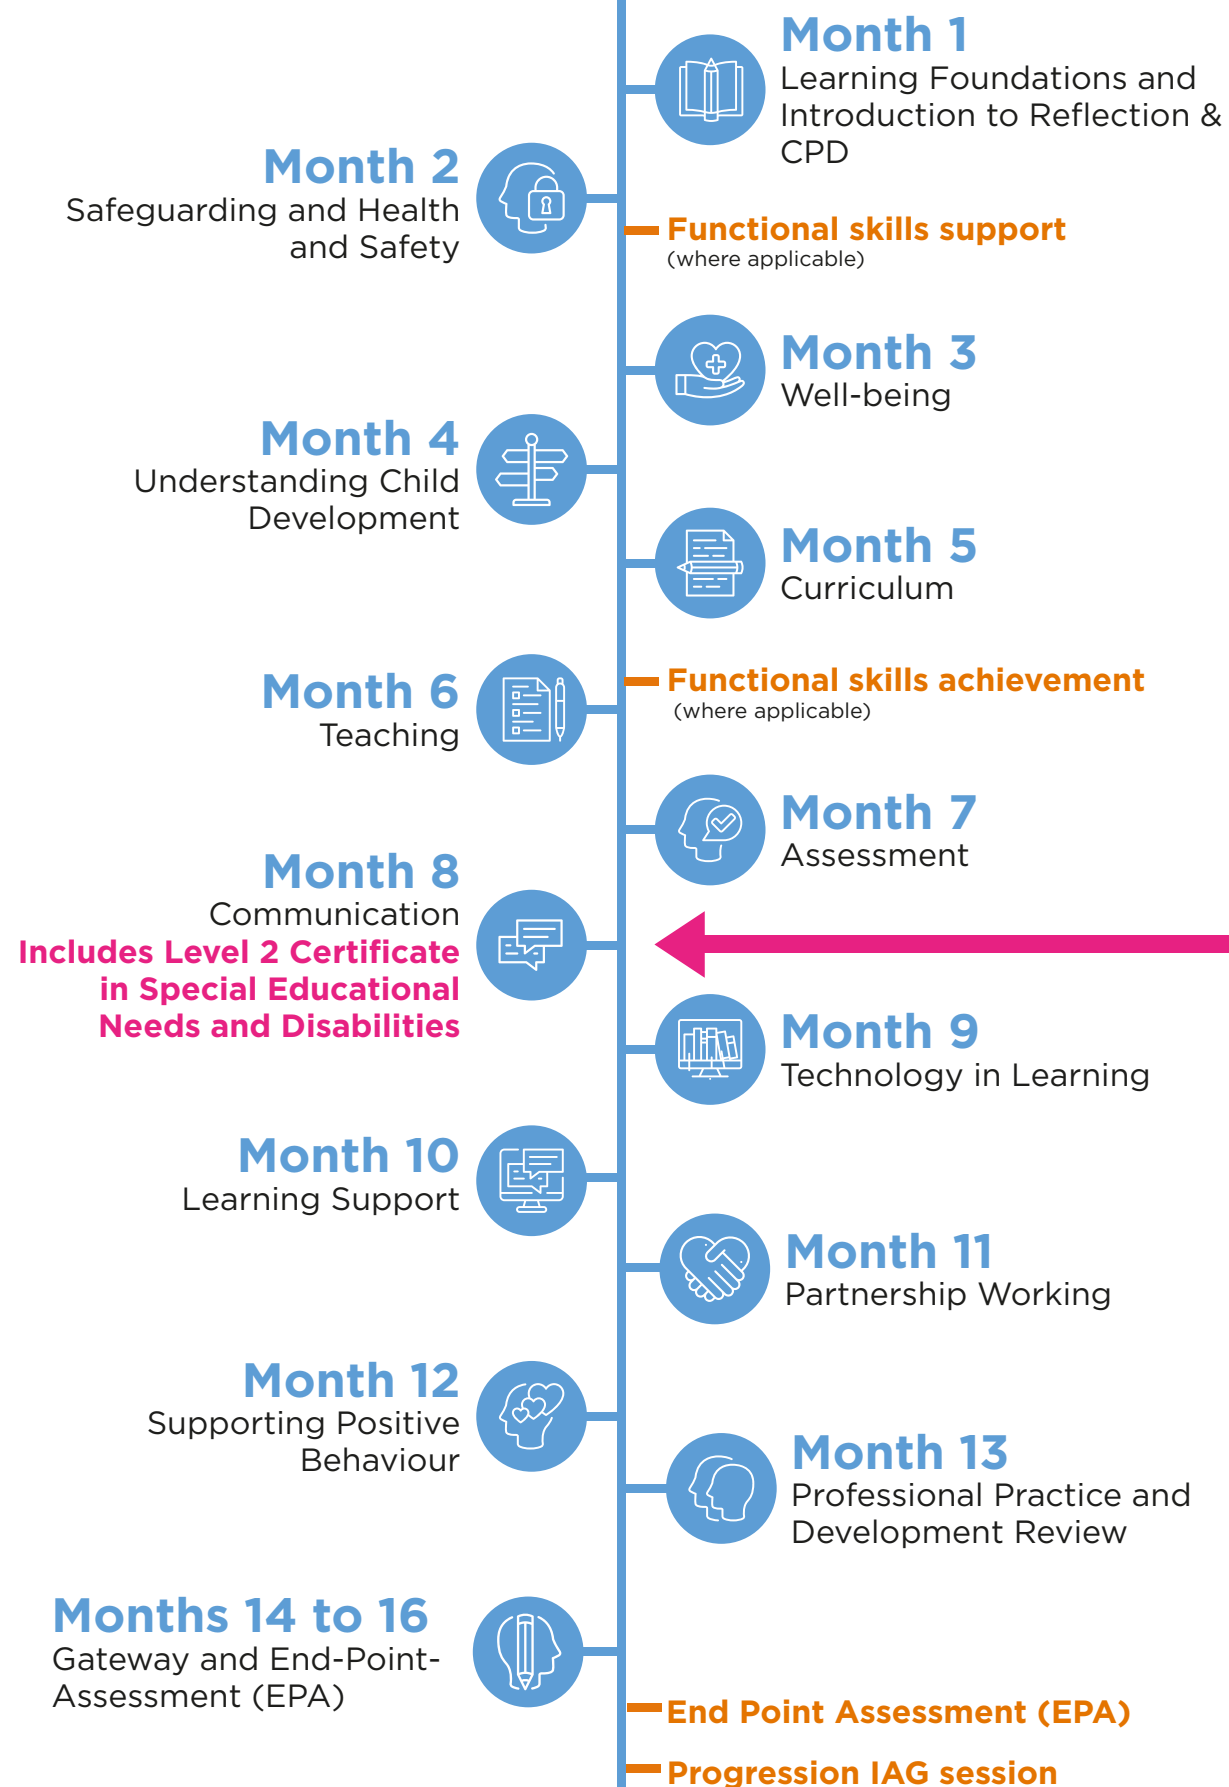 Month 1
Learning Foundations and
Introduction to Reflection &
CPD
Month 2
Safeguarding and Health
and Safety
Functional skills support
(where applicable)
Month 3
Well-being
Month 4
Understanding Child
Development
Month 5
Curriculum
Month 6
Teaching
Functional skills achievement
(where applicable)
Month 7
Assessment
Month 8
Communication
Includes Level 2 Certificate
in Special Educational
Needs and Disabilities
Month 9
Technology in Learning
Month 10
Learning Support
Month 11
Partnership Working
Month 12
Supporting Positive
Behaviour
Month 13
Professional Practice and
Development Review
Months 14 to 16
Gateway and End-Point-
Assessment (EPA)
End Point Assessment (EPA)
Progression IAG session